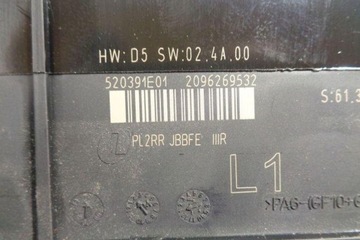 HW: D5 SW:02.4A.00
520391E01 2096269532
S:61.3
Z PL2RR JBBFE IIIR
L1
>PA6-(GF10+